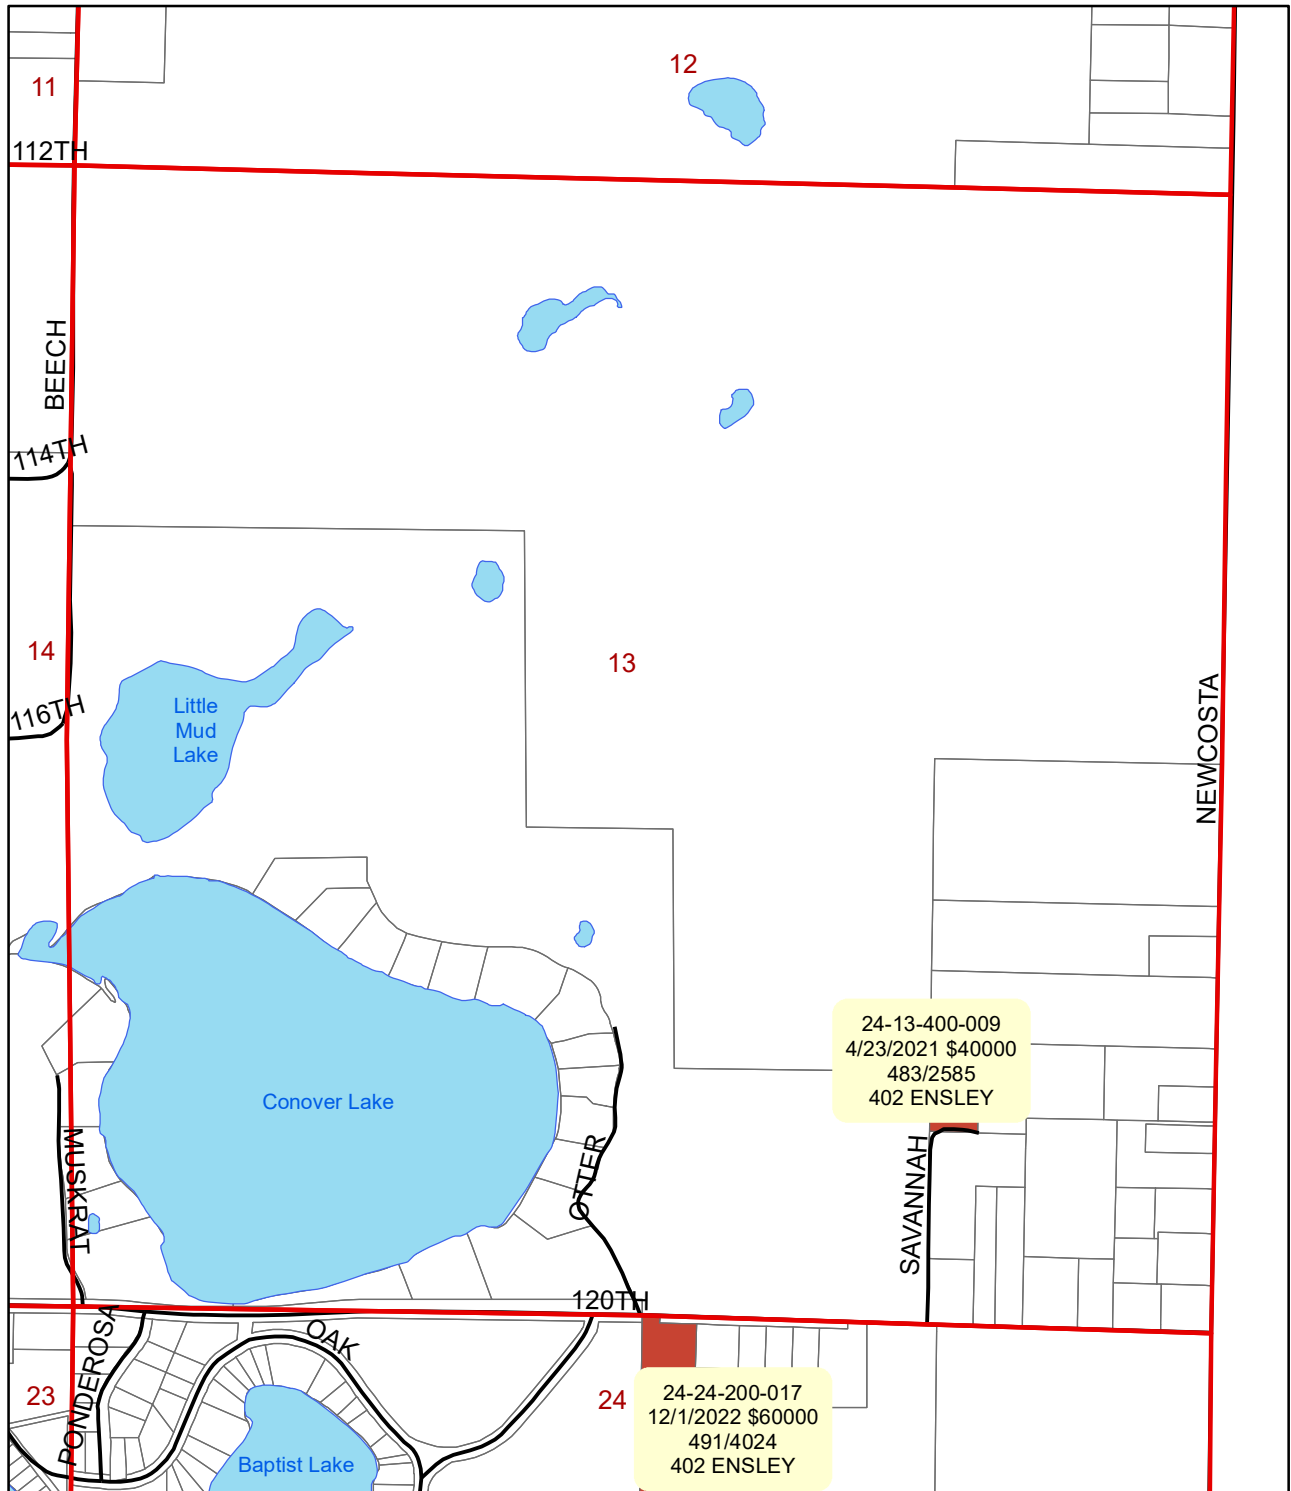 12
11
112TH
BEECH
114TH
14
13
116TH
Little
Mud
Lake
NEWCOSTA
24-13-400-009
4/23/2021 $40000
483/2585
402 ENSLEY
Conover Lake
MUSKRAT
OTTER
SAVANNAH
120TH
PONDEROSA
OAK
23
24
24-24-200-017
12/1/2022 $60000
491/4024
402 ENSLEY
Baptist Lake